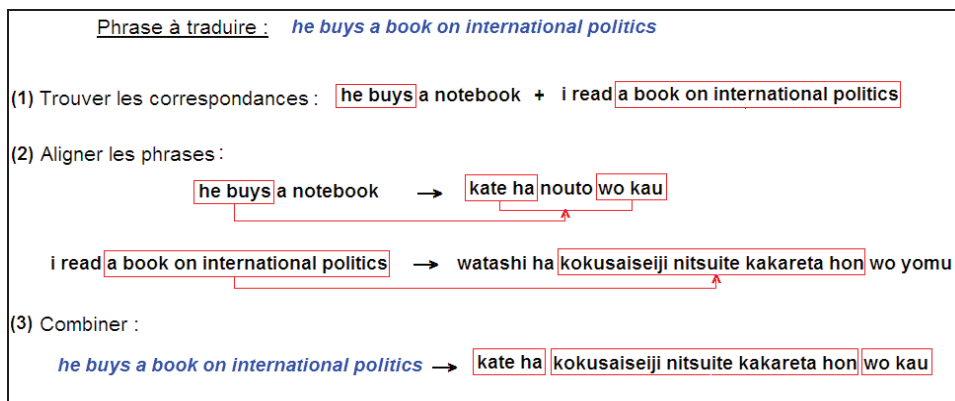 Phrase à traduire : he buys a book on international politics
(1) Trouver les correspondances : he buys a notebook + i read a book on international politics
(2) Aligner les phrases :
he buys a notebook → kate ha nouto wo kau
i read a book on international politics → watashi ha kokusaiseiji nitsuite kakareta hon wo yomu
(3) Combiner :
he buys a book on international politics → kate ha kokusaiseiji nitsuite kakareta hon wo kau